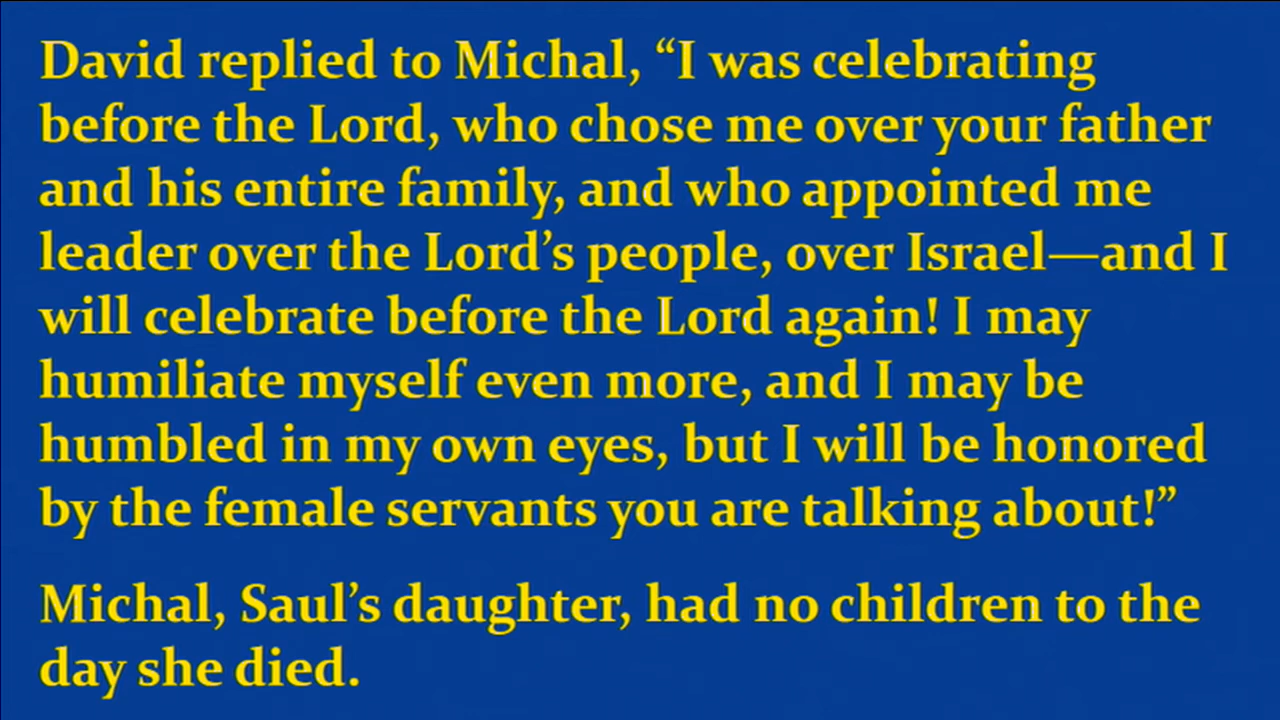 David replied to Michal, “I was celebrating
before the Lord, who chose me over your father
and his entire family, and who appointed me
leader over the Lord’s people, over Israel—and I
will celebrate before the Lord again! I may
humiliate myself even more, and I may be
humbled in my own eyes, but I will be honored
by the female servants you are talking about!”
Michal, Saul’s daughter, had no children to the
day she died.